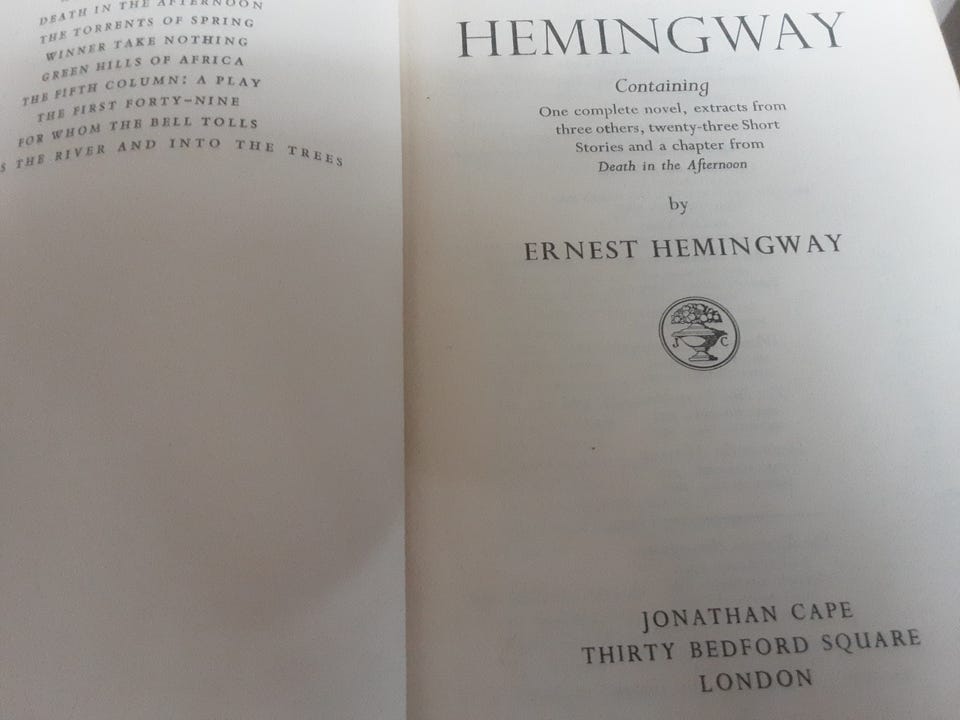 DEATH IN THE AFTERNOON
THE TORRENTS OF SPRING
WINNER TAKE NOTHING
GREEN HILLS OF AFRICA
THE FIFTH COLUMN: A PLAY
THE FIRST FORTY-NINE
FOR WHOM THE BELL TOLLS
THE RIVER AND INTO THE TREES
HEMINGWAY
Containing
One complete novel, extracts from
three others, twenty-three Short
Stories and a chapter from
Death in the Afternoon
by
ERNEST HEMINGWAY
J C
JONATHAN CAPE
THIRTY BEDFORD SQUARE
LONDON